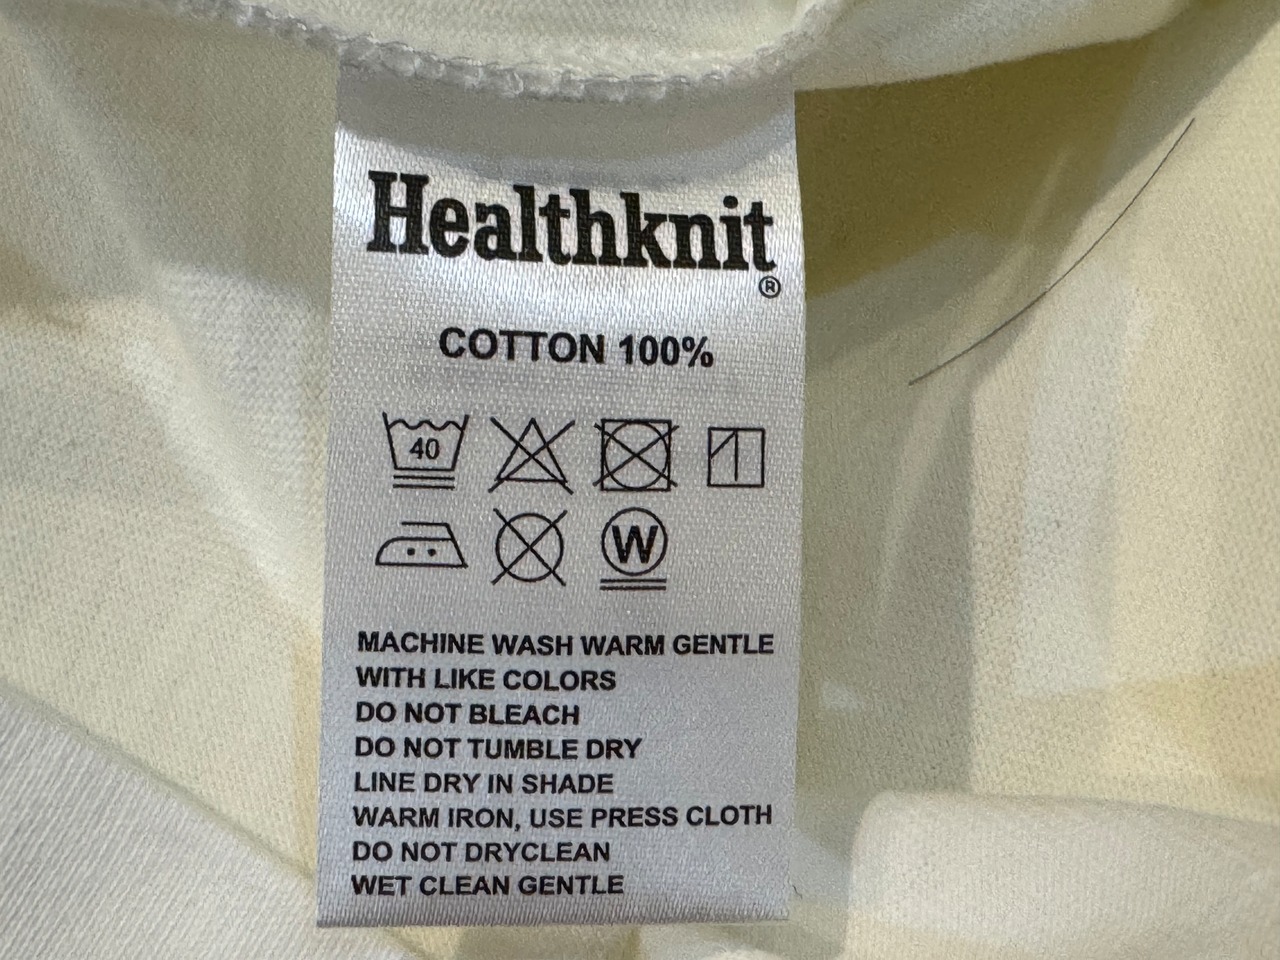 Healthknit
®
COTTON 100%
40
W
MACHINE WASH WARM GENTLE
WITH LIKE COLORS
DO NOT BLEACH
DO NOT TUMBLE DRY
LINE DRY IN SHADE
WARM IRON, USE PRESS CLOTH
DO NOT DRYCLEAN
WET CLEAN GENTLE